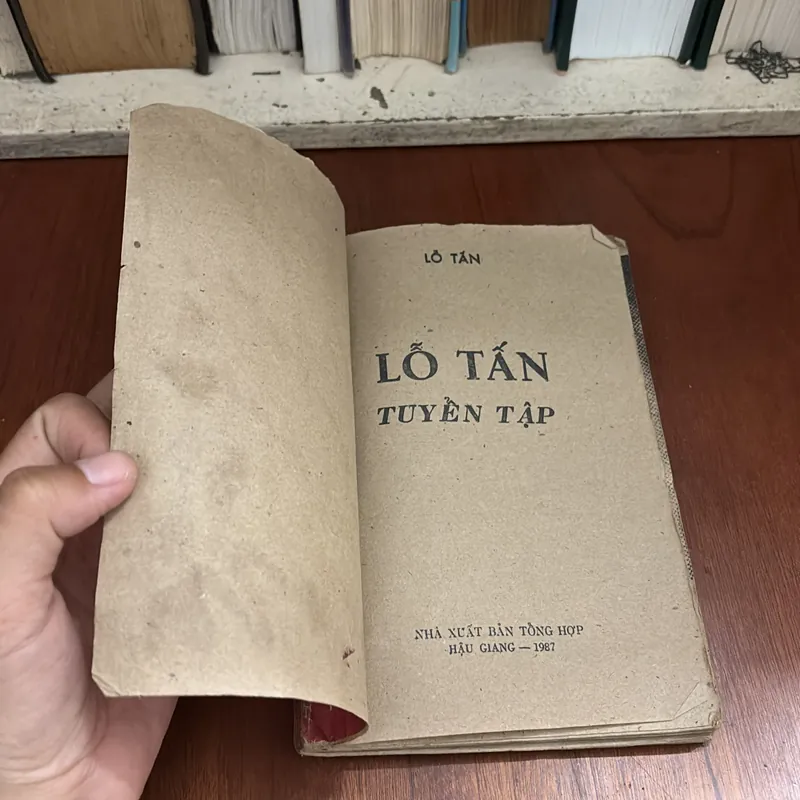 LỖ TẤN
LỖ TẤN
TUYỂN TẬP
NHÀ XUẤT BẢN TỔNG HỢP
HẬU GIANG — 1987